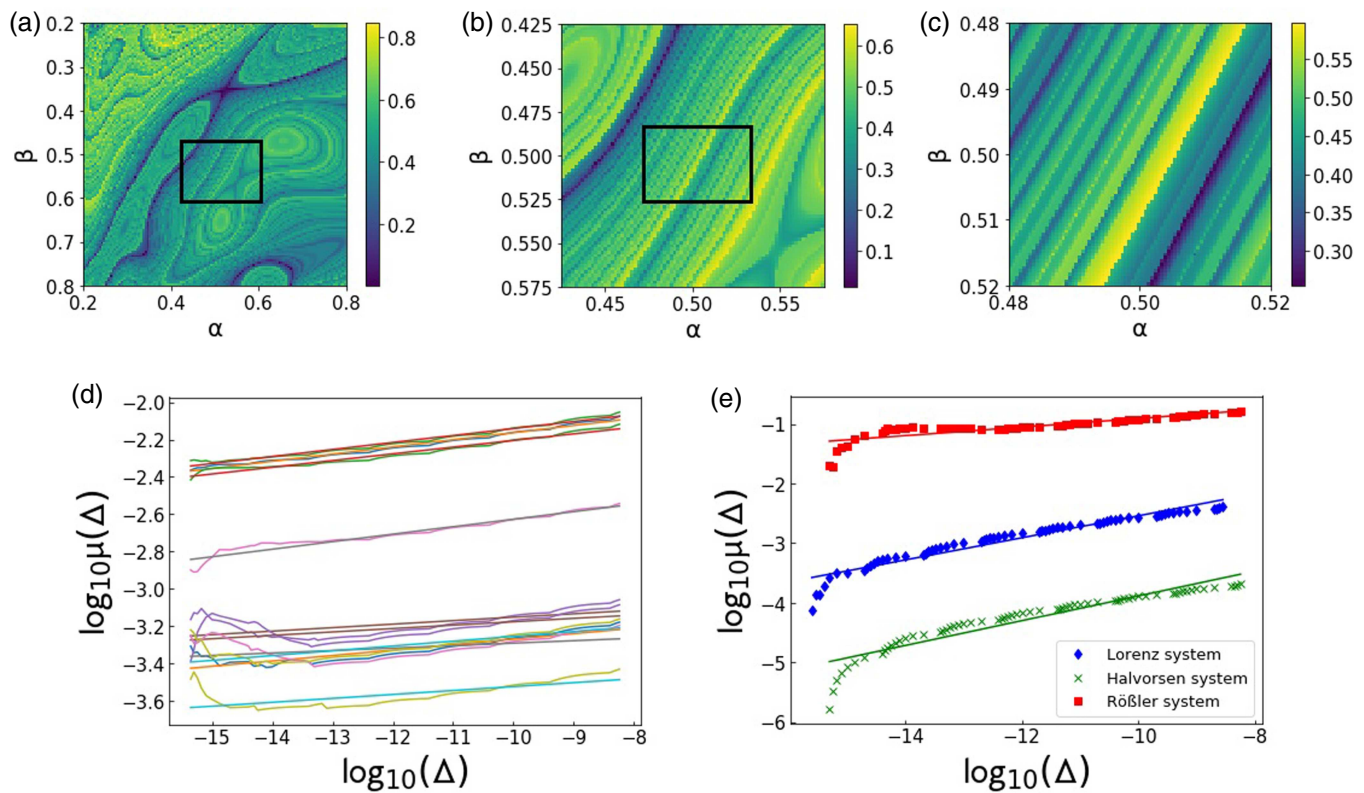 (a)
0.2
0.3
0.4
0.5
0.6
0.7
0.8
β
0.2 0.4 0.6 0.8
α
0.8
0.6
0.4
0.2
(b)
0.425
0.450
0.475
0.500
0.525
0.550
0.575
β
0.45 0.50 0.55
α
0.6
0.5
0.4
0.3
0.2
0.1
(c)
0.48
0.49
0.50
0.51
0.52
β
0.48 0.50 0.52
α
0.55
0.50
0.45
0.40
0.35
0.30
(d)
−2.0
−2.2
−2.4
−2.6
−2.8
−3.0
−3.2
−3.4
−3.6
log10μ(Δ)
−15 −14 −13 −12 −11 −10 −9 −8
log10(Δ)
(e)
−1
−2
−3
−4
−5
−6
log10μ(Δ)
Lorenz system
Halvorsen system
Rößler system
−14 −12 −10 −8
log10(Δ)